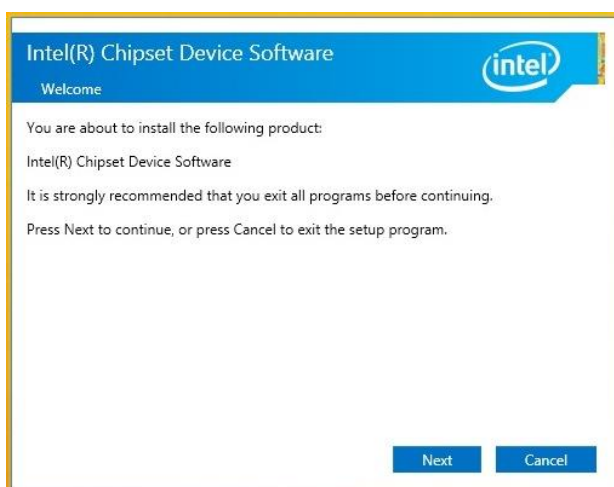 Intel(R) Chipset Device Software
intel
Welcome
You are about to install the following product:
Intel(R) Chipset Device Software
It is strongly recommended that you exit all programs before continuing.
Press Next to continue, or press Cancel to exit the setup program.
Next
Cancel